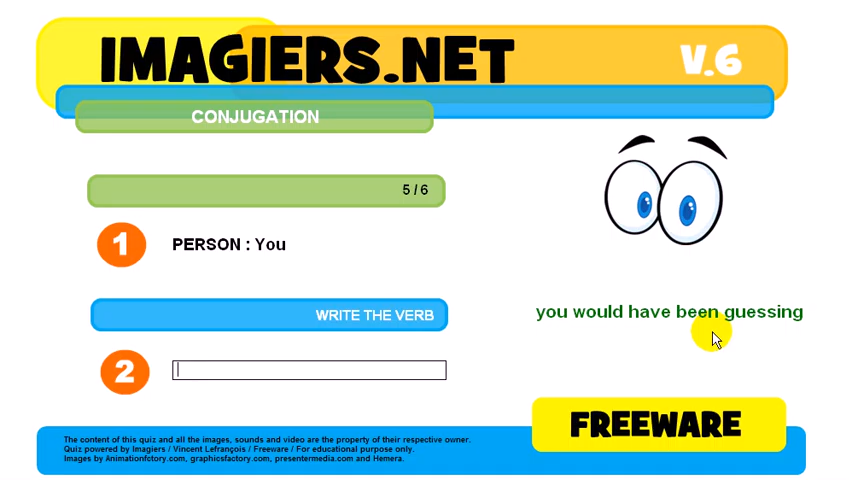 IMAGIERS.NET
V.6
CONJUGATION
5 / 6
1
PERSON : You
you would have been guessing
WRITE THE VERB
2
FREEWARE
The content of this quiz and all the images, sounds and video are the property of their respective owner.
Quiz powered by Imagiers / Vincent Lefrançois / Freeware / For educational purpose only.
Images by Animationfctory.com, graphicsfactory.com, presentermedia.com and Hemera.